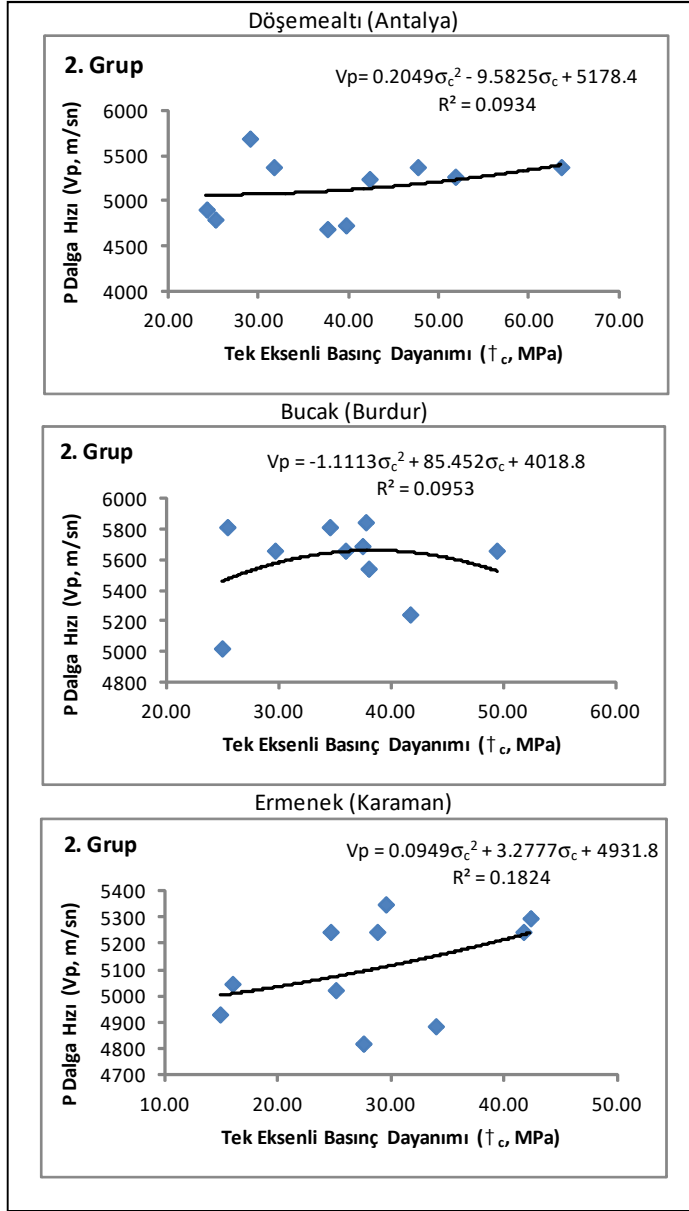 Döşemealtı (Antalya)
2. Grup
Vp= 0.2049σc² - 9.5825σc + 5178.4
R² = 0.0934
P Dalga Hızı (Vp, m/sn)
6000
5500
5000
4500
4000
20.00 30.00 40.00 50.00 60.00 70.00
Tek Eksenli Basınç Dayanımı (†c, MPa)
Bucak (Burdur)
2. Grup
Vp = -1.1113σc² + 85.452σc + 4018.8
R² = 0.0953
P Dalga Hızı (Vp, m/sn)
6000
5800
5600
5400
5200
5000
4800
20.00 30.00 40.00 50.00 60.00
Tek Eksenli Basınç Dayanımı (†c, MPa)
Ermenek (Karaman)
2. Grup
Vp = 0.0949σc² + 3.2777σc + 4931.8
R² = 0.1824
P Dalga Hızı (Vp, m/sn)
5400
5300
5200
5100
5000
4900
4800
4700
10.00 20.00 30.00 40.00 50.00
Tek Eksenli Basınç Dayanımı (†c, MPa)